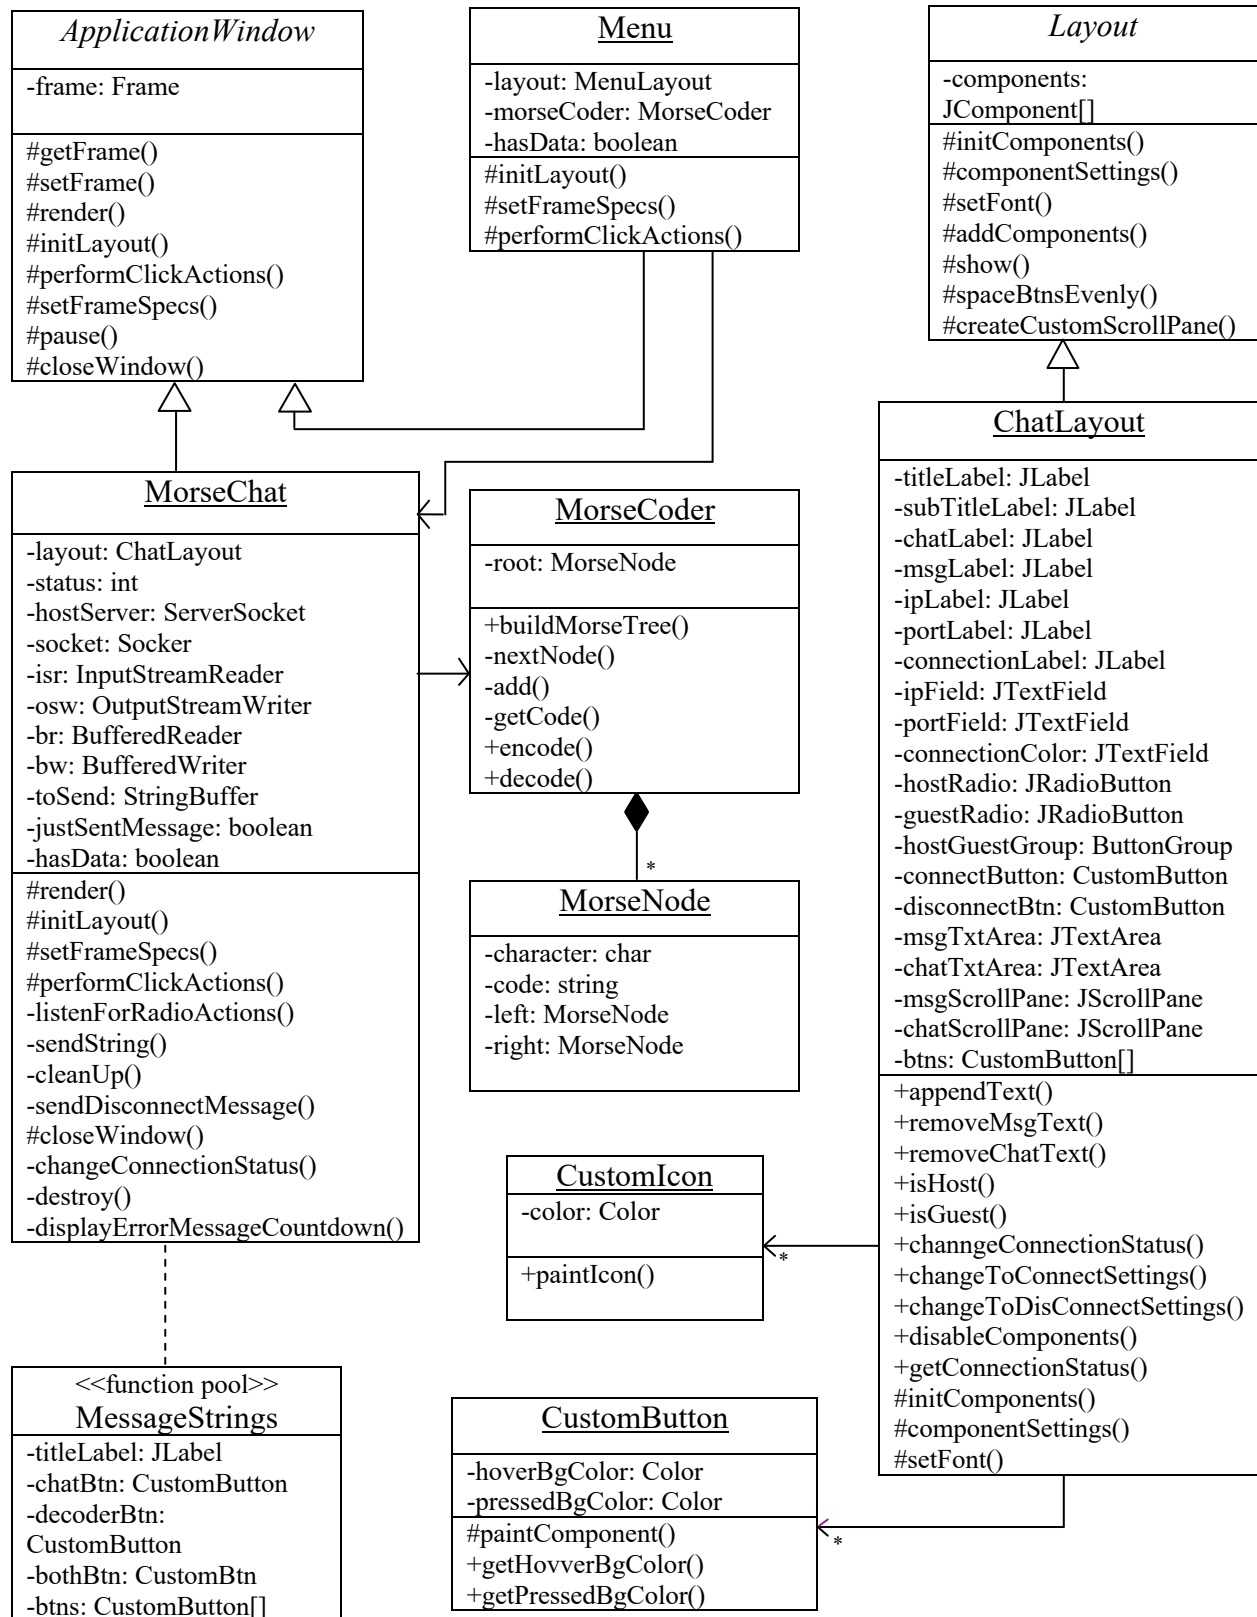 ApplicationWindow
-frame: Frame
#getFrame()
#setFrame()
#render()
#initLayout()
#performClickActions()
#setFrameSpecs()
#pause()
#closeWindow()
Menu
-layout: MenuLayout
-morseCoder: MorseCoder
-hasData: boolean
#initLayout()
#setFrameSpecs()
#performClickActions()
Layout
-components:
JComponent[]
#initComponents()
#componentSettings()
#setFont()
#addComponents()
#show()
#spaceBtnsEvenly()
#createCustomScrollPane()
MorseChat
-layout: ChatLayout
-status: int
-hostServer: ServerSocket
-socket: Socker
-isr: InputStreamReader
-osw: OutputStreamWriter
-br: BufferedReader
-bw: BufferedWriter
-toSend: StringBuffer
-justSentMessage: boolean
-hasData: boolean
#render()
#initLayout()
#setFrameSpecs()
#performClickActions()
-listenForRadioActions()
-sendString()
-cleanUp()
-sendDisconnectMessage()
#closeWindow()
-changeConnectionStatus()
-destroy()
-displayErrorMessageCountdown()
MorseCoder
-root: MorseNode
+buildMorseTree()
-nextNode()
-add()
-getCode()
+encode()
+decode()
*
MorseNode
-character: char
-code: string
-left: MorseNode
-right: MorseNode
ChatLayout
-titleLabel: JLabel
-subTitleLabel: JLabel
-chatLabel: JLabel
-msgLabel: JLabel
-ipLabel: JLabel
-portLabel: JLabel
-connectionLabel: JLabel
-ipField: JTextField
-portField: JTextField
-connectionColor: JTextField
-hostRadio: JRadioButton
-guestRadio: JRadioButton
-hostGuestGroup: ButtonGroup
-connectButton: CustomButton
-disconnectBtn: CustomButton
-msgTxtArea: JTextArea
-chatTxtArea: JTextArea
-msgScrollPane: JScrollPane
-chatScrollPane: JScrollPane
-btns: CustomButton[]
+appendText()
+removeMsgText()
+removeChatText()
+isHost()
+isGuest()
+channgeConnectionStatus()
+changeToConnectSettings()
+changeToDisConnectSettings()
+disableComponents()
+getConnectionStatus()
#initComponents()
#componentSettings()
#setFont()
CustomIcon
-color: Color
+paintIcon()
*
<<function pool>>
MessageStrings
-titleLabel: JLabel
-chatBtn: CustomButton
-decoderBtn:
CustomButton
-bothBtn: CustomBtn
-btns: CustomButton[]
CustomButton
-hoverBgColor: Color
-pressedBgColor: Color
#paintComponent()
+getHovverBgColor()
+getPressedBgColor()
*